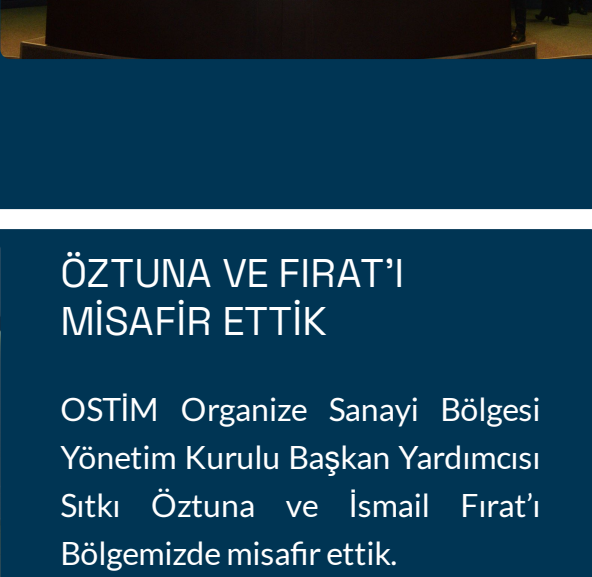 ÖZTUNA VE FIRAT’I
MİSAFİR ETTİK
OSTİM Organize Sanayi Bölgesi
Yönetim Kurulu Başkan Yardımcısı
Sıtkı Öztuna ve İsmail Fırat’ı
Bölgemizde misafir ettik.